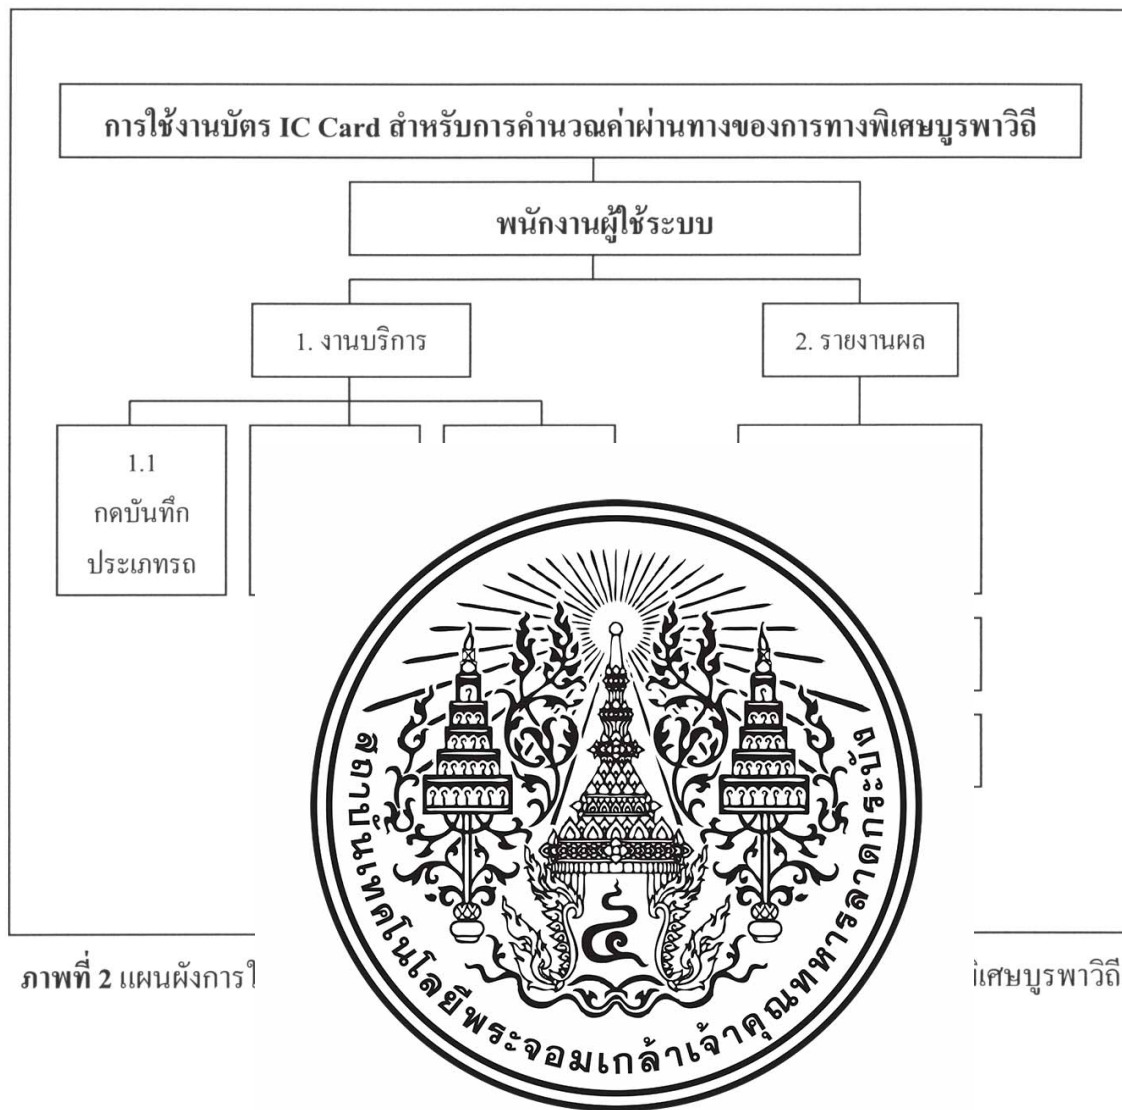 การใช้งานบัตร IC Card สำหรับการคำนวณค่าผ่านทางของการทางพิเศษบูรพาวิถี
พนักงานผู้ใช้ระบบ
1. งานบริการ
2. รายงานผล
1.1
กดบันทึก
ประเภทรถ
สถาบันเทคโนโลยีพระจอมเกล้าเจ้าคุณทหารลาดกระบัง
ภาพที่ 2 แผนผังการใ
พิเศษบูรพาวิถี